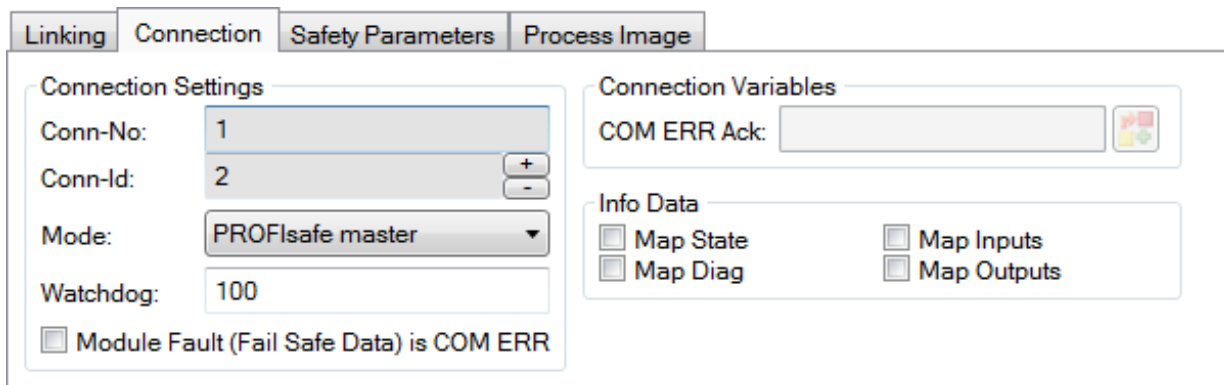 Linking Connection Safety Parameters Process Image
Connection Settings
Conn-No: 1
Conn-Id: 2 + -
Mode: PROFIsafe master
Watchdog: 100
Module Fault (Fail Safe Data) is COM ERR
Connection Variables
COM ERR Ack:
Info Data
Map State Map Inputs
Map Diag Map Outputs